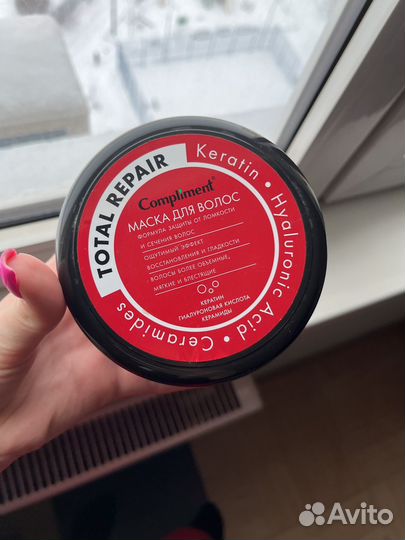 TOTAL REPAIR
Keratin • Hyaluronic Acid • Ceramides •
Compliment®
МАСКА ДЛЯ ВОЛОС
ФОРМУЛА ЗАЩИТЫ ОТ ЛОМКОСТИ
И СЕЧЕНИЯ ВОЛОС
ОЩУТИМЫЙ ЭФФЕКТ
ВОССТАНОВЛЕНИЯ И ГЛАДКОСТИ
ВОЛОСЫ БОЛЕЕ ОБЪЕМНЫЕ,
МЯГКИЕ И БЛЕСТЯЩИЕ
КЕРАТИН
ГИАЛУРОНОВАЯ КИСЛОТА
КЕРАМИДЫ
Avito